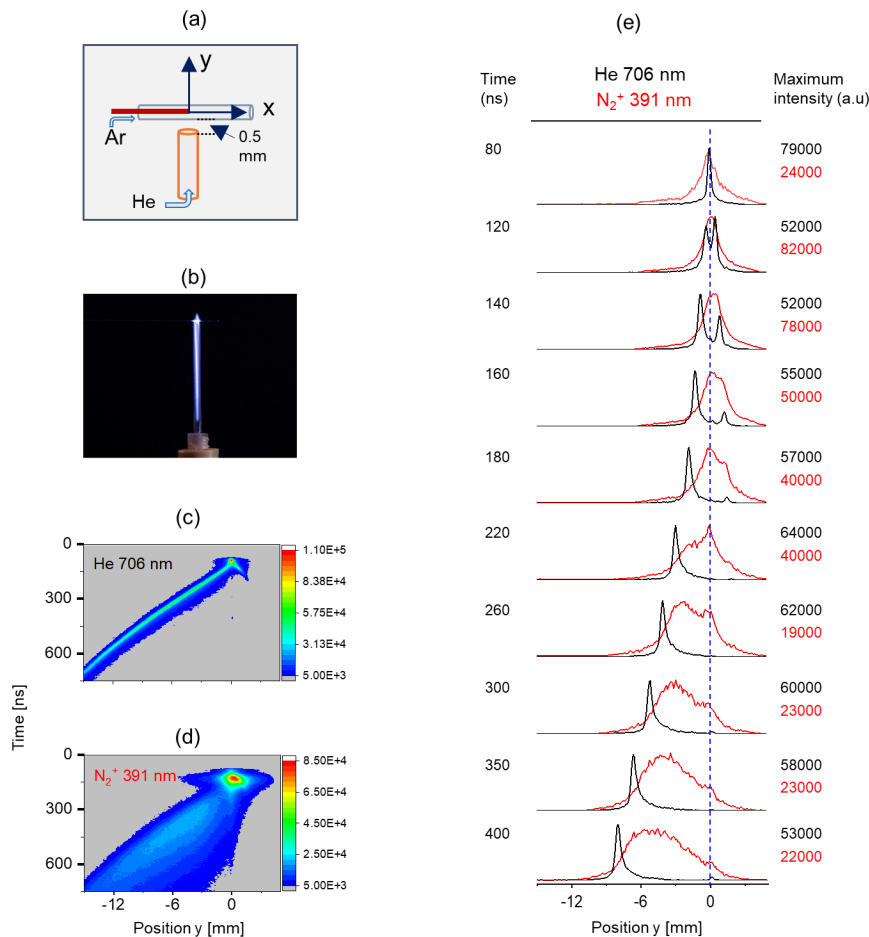 (a)
y
x
Ar
0.5
mm
He
(b)
(c)
0
He 706 nm
300
600
-12
-6
0
1.10E+5
8.38E+4
5.75E+4
3.13E+4
5.00E+3
Time [ns]
(d)
0
N₂⁺ 391 nm
300
600
-12
-6
0
Position y [mm]
8.50E+4
6.50E+4
4.50E+4
2.50E+4
5.00E+3
(e)
Time
(ns)
He 706 nm
N₂⁺ 391 nm
Maximum
intensity (a.u)
80
79000
24000
120
52000
82000
140
52000
78000
160
55000
50000
180
57000
40000
220
64000
40000
260
62000
19000
300
60000
23000
350
58000
23000
400
53000
22000
-12
-6
0
Position y [mm]